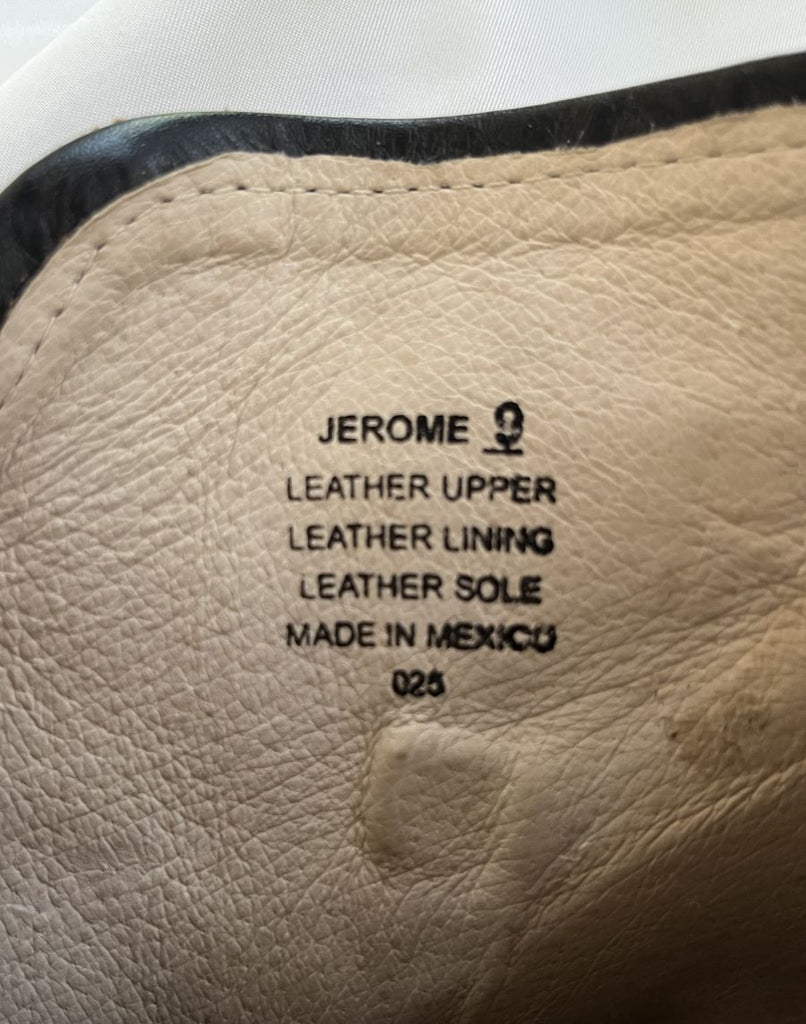 JEROME
LEATHER UPPER
LEATHER LINING
LEATHER SOLE
MADE IN MEXICO
025